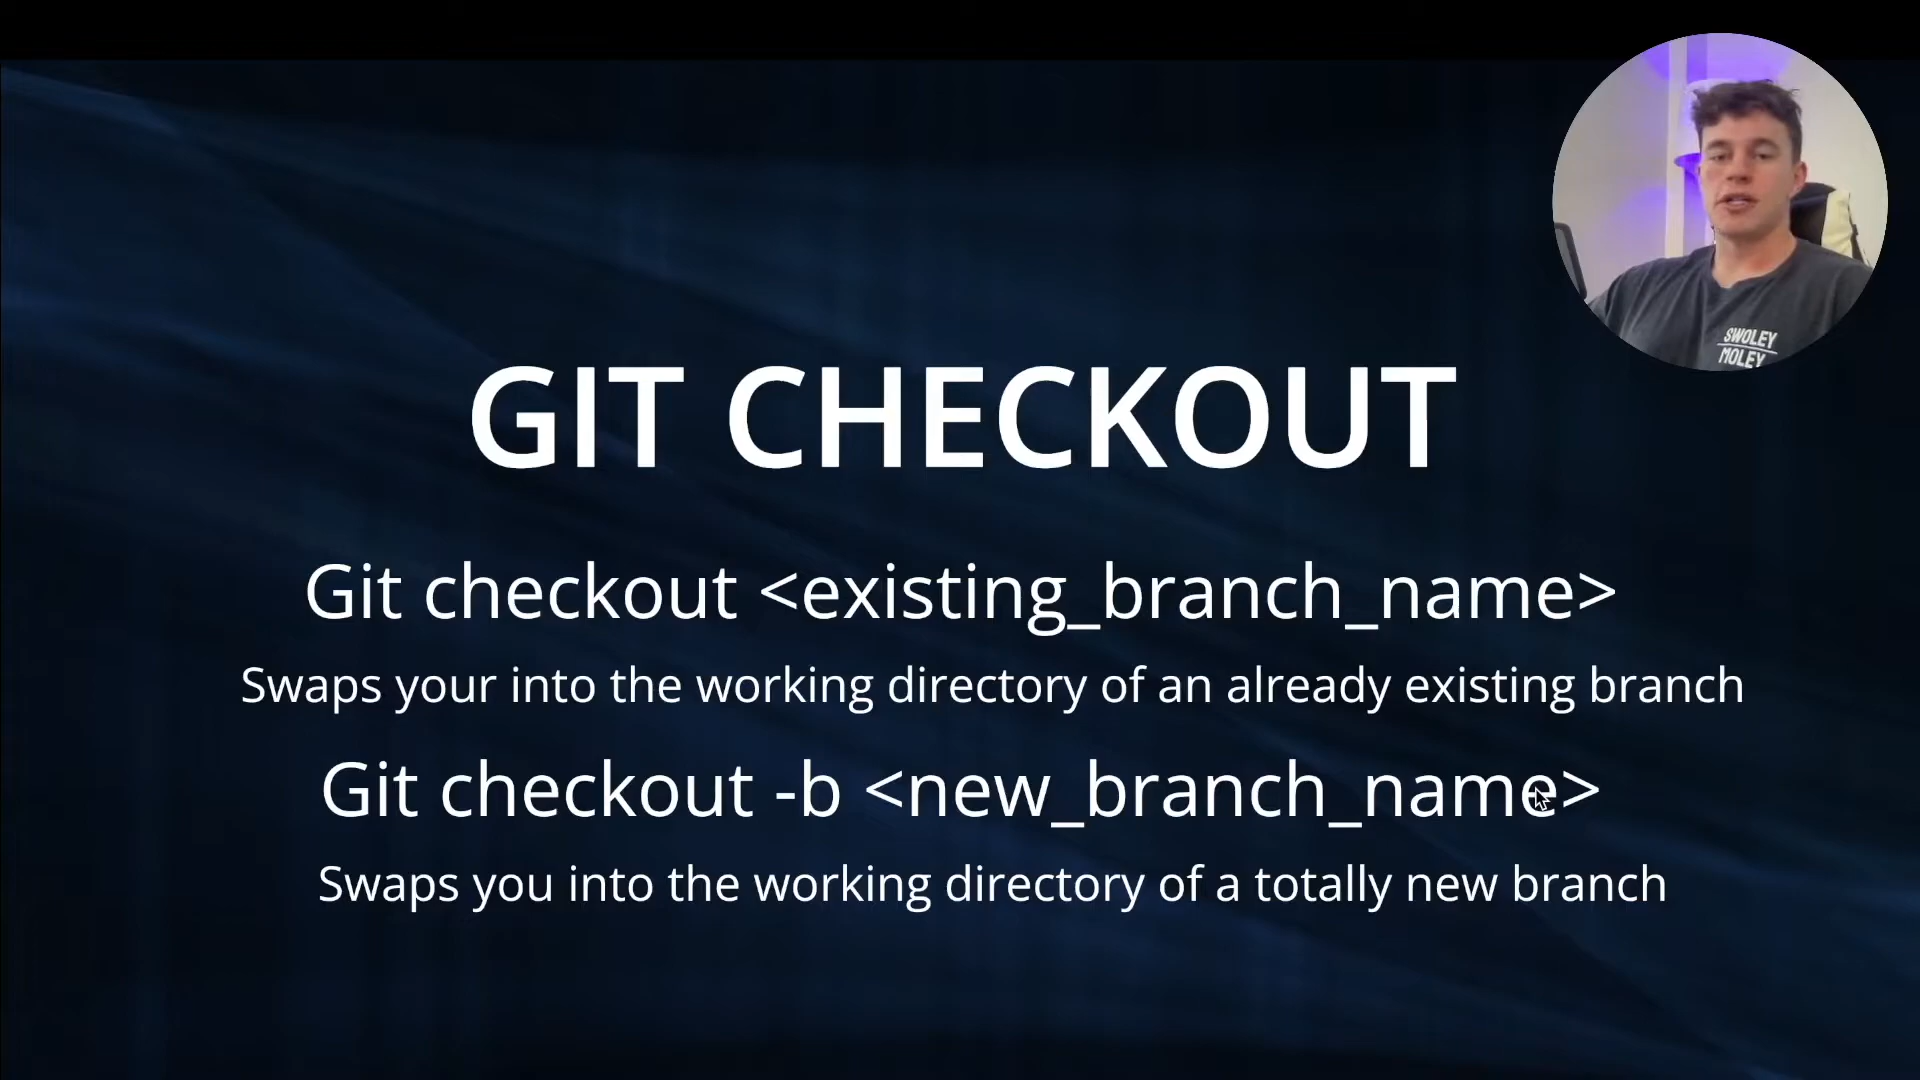 SWOLEY
MOLEY
GIT CHECKOUT
Git checkout <existing_branch_name>
Swaps your into the working directory of an already existing branch
Git checkout -b <new_branch_name>
Swaps you into the working directory of a totally new branch